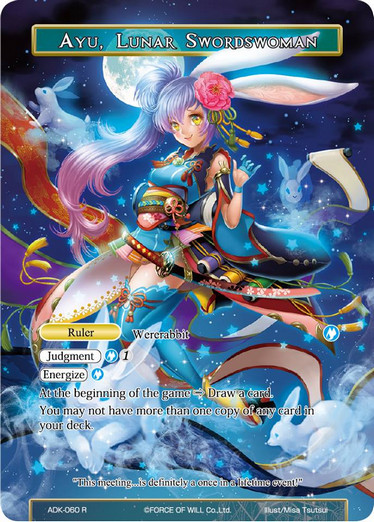 Ayu, Lunar Swordswoman
Ruler Wererabbit
Judgment 1
Energize
At the beginning of the game ⇒ Draw a card.
You may not have more than one copy of any card in
your deck.
"This meeting...is definitely a once in a lifetime event!"
ADK-060 R ©FORCE OF WILL Co.,Ltd. Illust/Misa Tsutsui